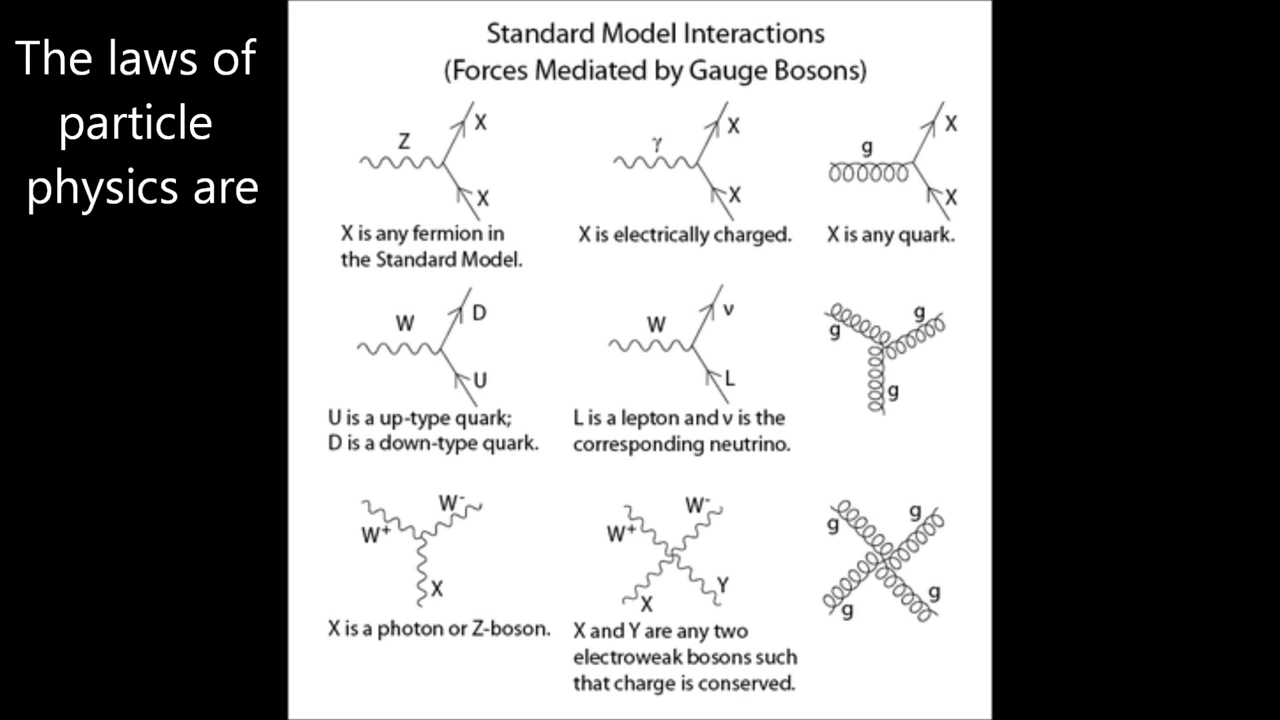 The laws of
particle
physics are
Standard Model Interactions
(Forces Mediated by Gauge Bosons)
Z
X
X
X is any fermion in
the Standard Model.
γ
X
X
X is electrically charged.
g
X
X
X is any quark.
W
D
U
U is a up-type quark;
D is a down-type quark.
W
ν
L
L is a lepton and ν is the
corresponding neutrino.
g
g
g
W+
W-
X
X is a photon or Z-boson.
W+
W-
X
Y
X and Y are any two
electroweak bosons such
that charge is conserved.
g
g
g
g